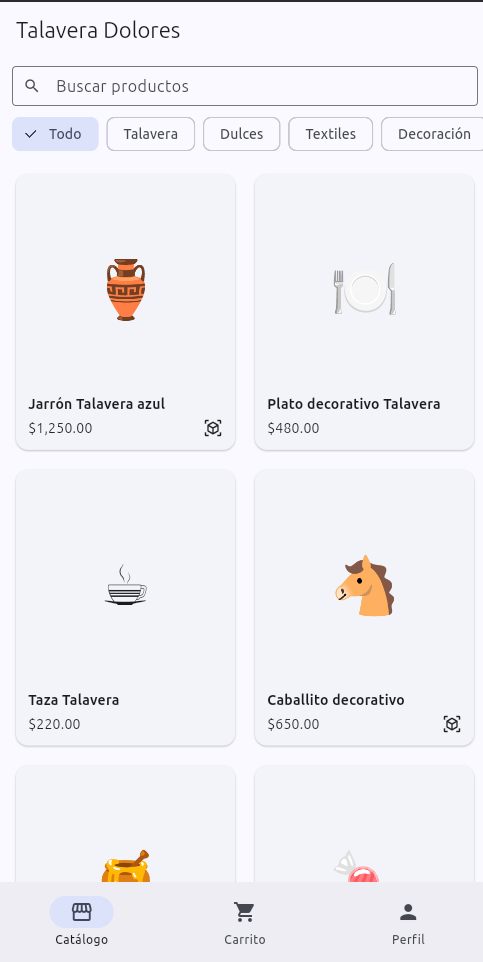 Talavera Dolores
Buscar productos
Todo
Talavera
Dulces
Textiles
Decoración
Jarrón Talavera azul
$1,250.00
Plato decorativo Talavera
$480.00
Taza Talavera
$220.00
Caballito decorativo
$650.00
Catálogo
Carrito
Perfil